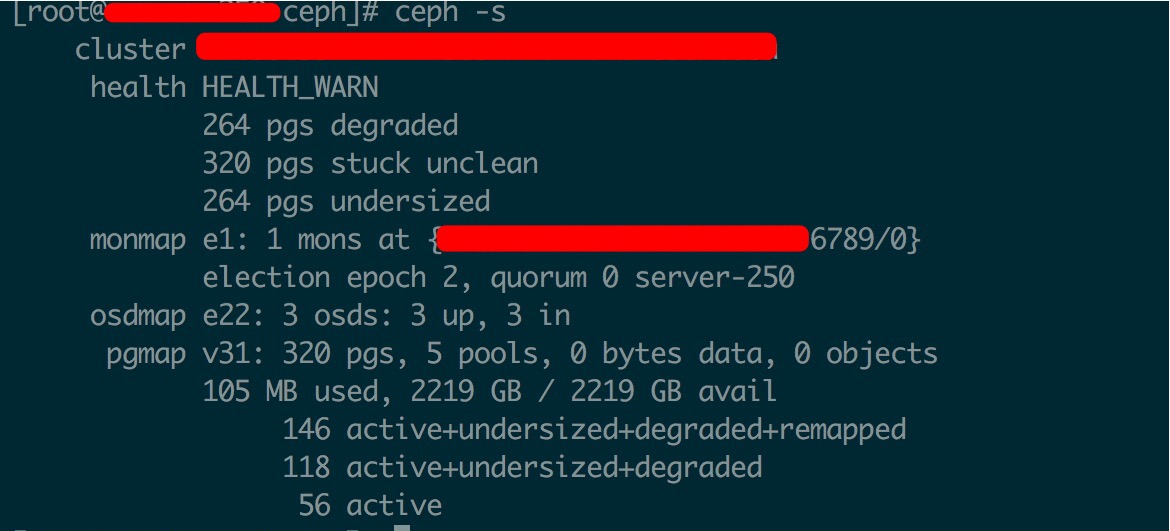 [root@ ceph]# ceph -s
cluster
health HEALTH_WARN
264 pgs degraded
320 pgs stuck unclean
264 pgs undersized
monmap e1: 1 mons at { 6789/0}
election epoch 2, quorum 0 server-250
osdmap e22: 3 osds: 3 up, 3 in
pgmap v31: 320 pgs, 5 pools, 0 bytes data, 0 objects
105 MB used, 2219 GB / 2219 GB avail
146 active+undersized+degraded+remapped
118 active+undersized+degraded
56 active